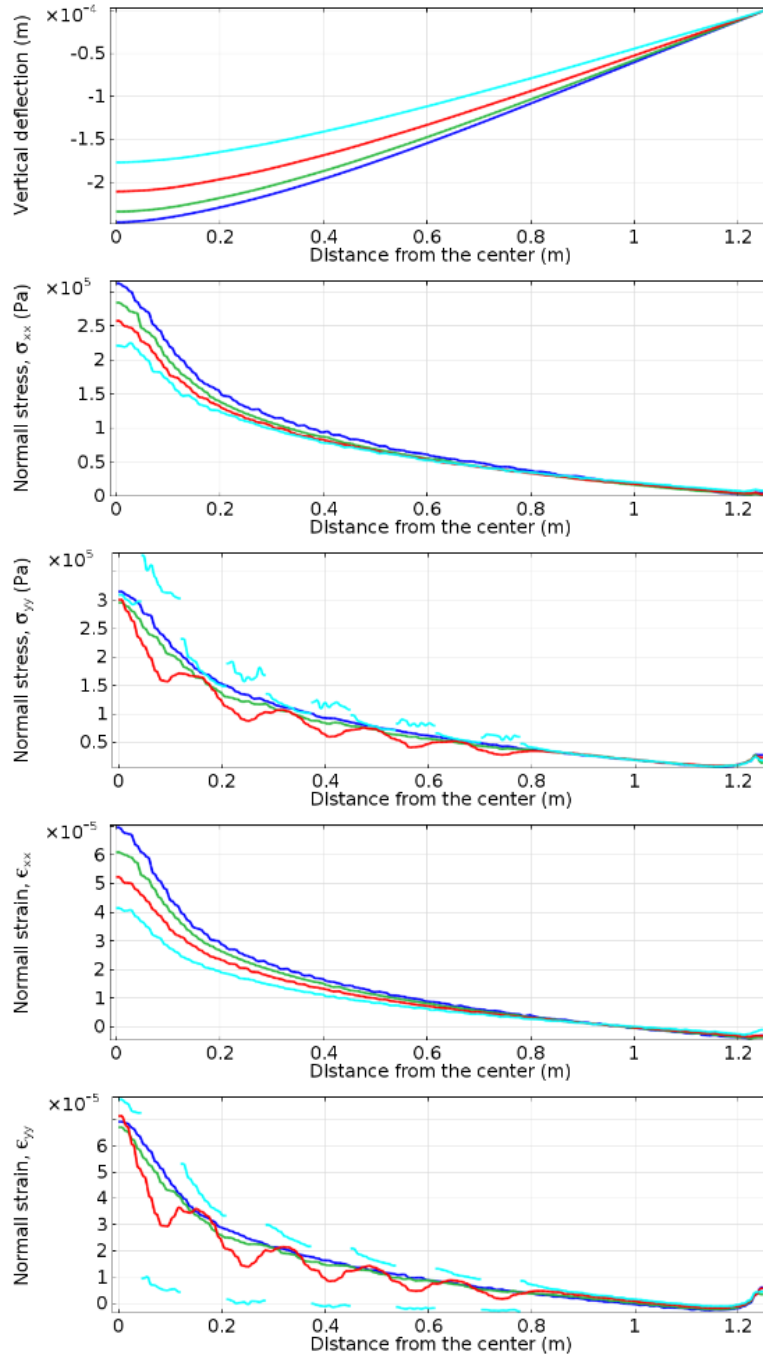 ×10⁻⁴
Vertical deflection (m)
-0.5
-1
-1.5
-2
0 0.2 0.4 0.6 0.8 1 1.2
Distance from the center (m)
×10⁵
Normall stress, σxx (Pa)
2.5
2
1.5
1
0.5
0
0 0.2 0.4 0.6 0.8 1 1.2
Distance from the center (m)
×10⁵
Normall stress, σyy (Pa)
3
2.5
2
1.5
1
0.5
0 0.2 0.4 0.6 0.8 1 1.2
Distance from the center (m)
×10⁻⁵
Normall strain, ϵxx
6
5
4
3
2
1
0
0 0.2 0.4 0.6 0.8 1 1.2
Distance from the center (m)
×10⁻⁵
Normall strain, ϵyy
6
5
4
3
2
1
0
0 0.2 0.4 0.6 0.8 1 1.2
Distance from the center (m)